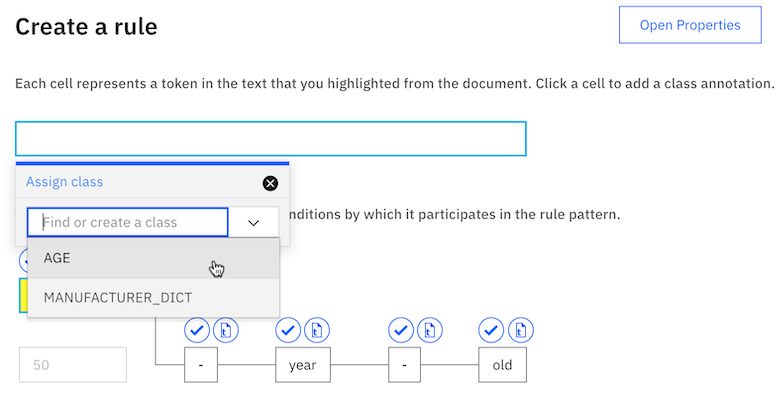 Create a rule
Open Properties
Each cell represents a token in the text that you highlighted from the document. Click a cell to add a class annotation.
Assign class
Find or create a class
nditions by which it participates in the rule pattern.
AGE
MANUFACTURER_DICT
t t t t
50
- year - old